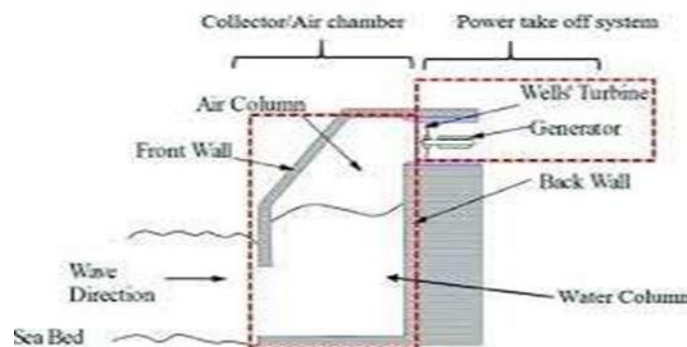 Collector/Air chamber
Power take off system
Air Column
Wells' Turbine
Generator
Front Wall
Back Wall
Wave
Direction
Water Column
Sea Bed